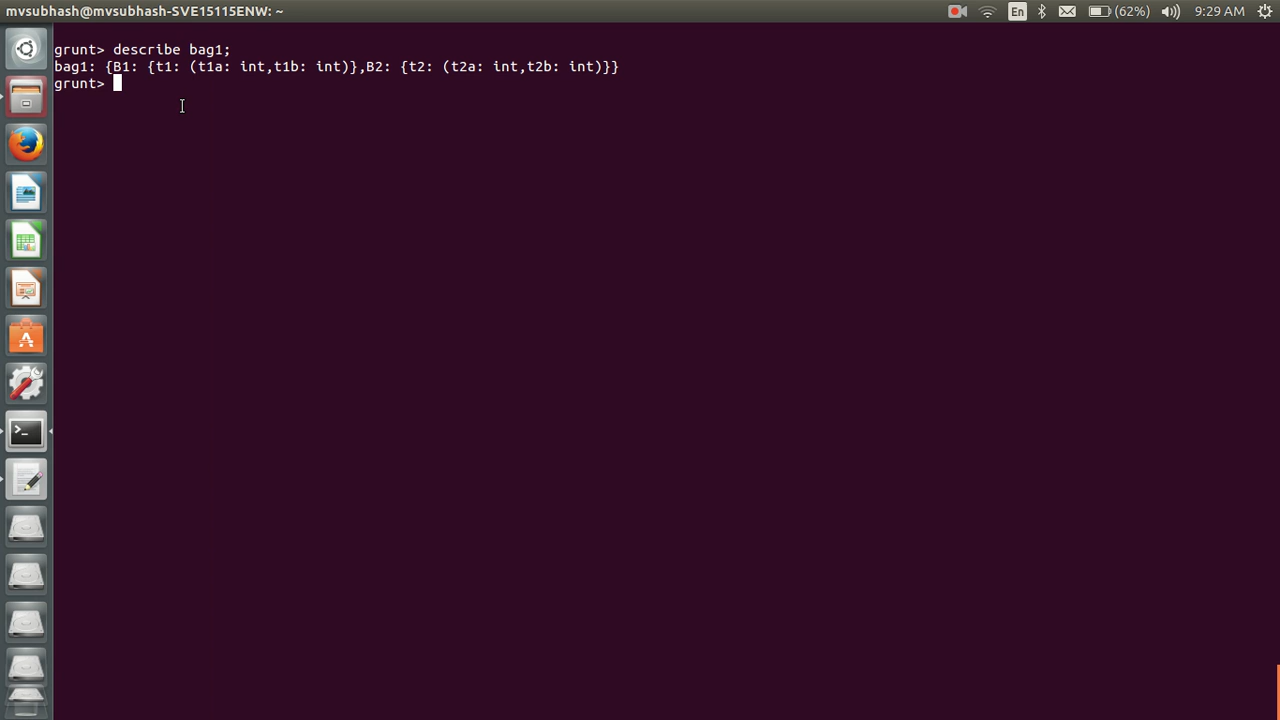 mvsubhash@mvsubhash-SVE15115ENW: ~
En
(62%)
9:29 AM
grunt> describe bag1;
bag1: {B1: {t1: (t1a: int,t1b: int)},B2: {t2: (t2a: int,t2b: int)}}
grunt>